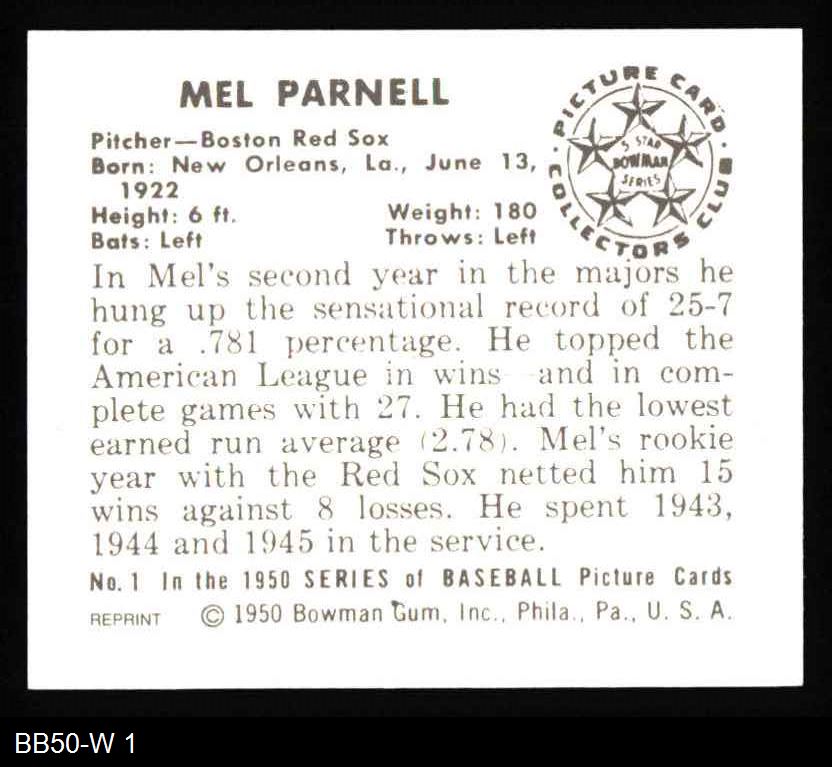 MEL PARNELL
Pitcher—Boston Red Sox
Born: New Orleans, La., June 13,
1922
Height: 6 ft. Weight: 180
Bats: Left Throws: Left
PICTURE CARD
COLLECTORS CLUB
5 STAR
BOWMAN
SERIES
In Mel's second year in the majors he
hung up the sensational record of 25-7
for a .781 percentage. He topped the
American League in wins and in com-
plete games with 27. He had the lowest
earned run average (2.78). Mel's rookie
year with the Red Sox netted him 15
wins against 8 losses. He spent 1943,
1944 and 1945 in the service.
No. 1 In the 1950 SERIES of BASEBALL Picture Cards
REPRINT © 1950 Bowman Gum, Inc., Phila., Pa., U. S. A.
BB50-W 1